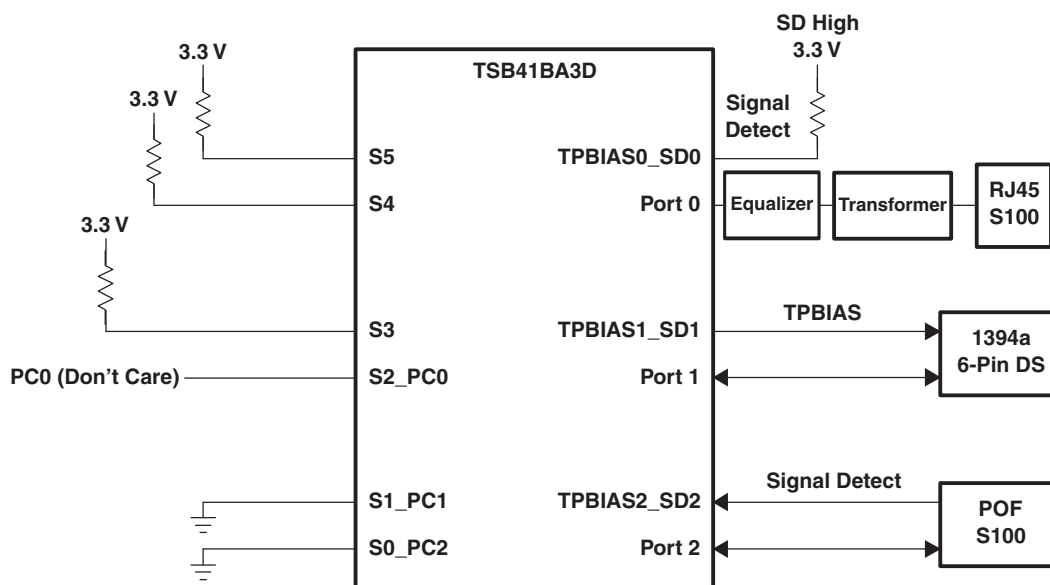 SD High
3.3 V
3.3 V
3.3 V
3.3 V
TSB41BA3D
Signal
Detect
S5
S4
S3
S2_PC0
S1_PC1
S0_PC2
PC0 (Don't Care)
TPBIAS0_SD0
Port 0
Equalizer
Transformer
RJ45
S100
TPBIAS1_SD1
Port 1
TPBIAS
1394a
6-Pin DS
TPBIAS2_SD2
Port 2
Signal Detect
POF
S100